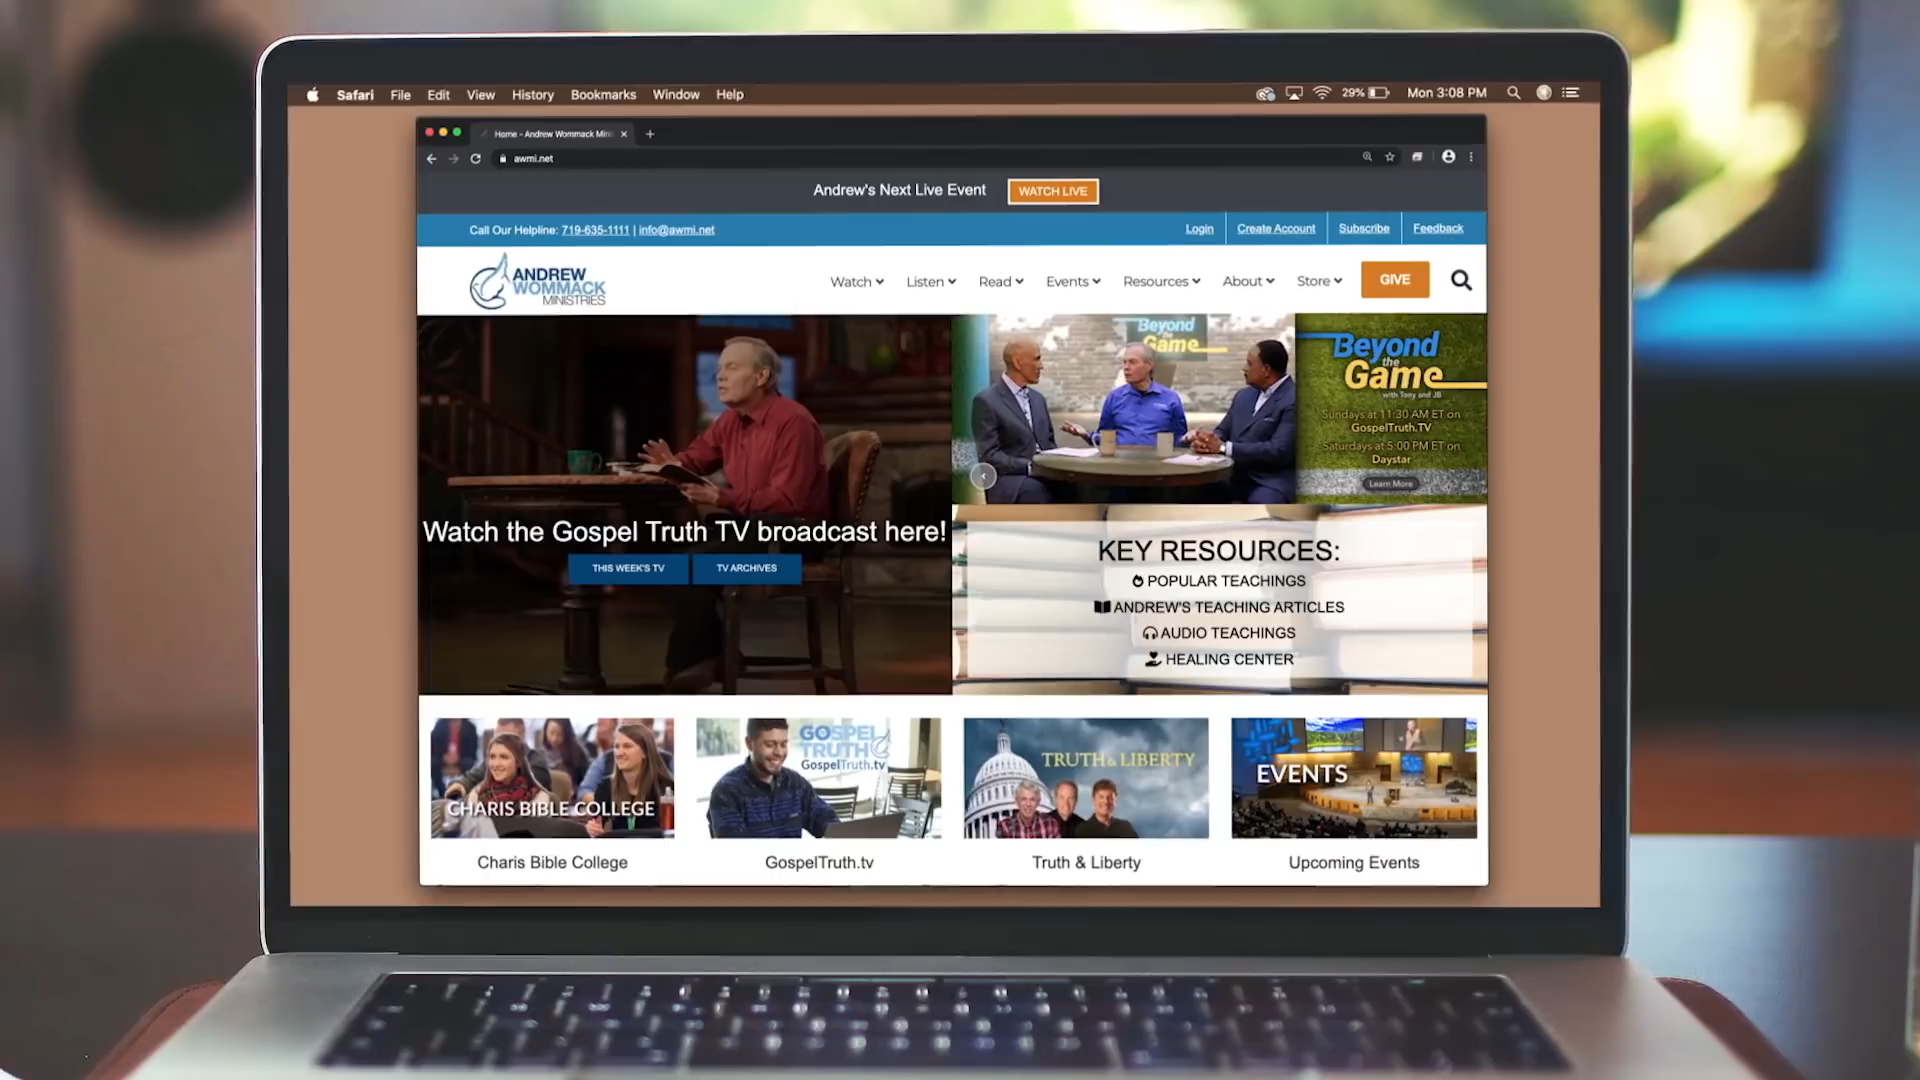 Safari File Edit View History Bookmarks Window Help
29% Mon 3:08 PM
Home - Andrew Wommack Mini
awmi.net
Andrew's Next Live Event WATCH LIVE
Call Our Helpline: 719-635-1111 | info@awmi.net
Login Create Account Subscribe Feedback
ANDREW
WOMMACK
MINISTRIES
Watch Listen Read Events Resources About Store GIVE
Watch the Gospel Truth TV broadcast here!
THIS WEEK'S TV TV ARCHIVES
Beyond
the
Game
Beyond
the
Game
with Tony and JB
Sundays at 11:30 AM ET on
GospelTruth.TV
Saturdays at 5:00 PM ET on
Daystar
Learn More
KEY RESOURCES:
POPULAR TEACHINGS
ANDREW'S TEACHING ARTICLES
AUDIO TEACHINGS
HEALING CENTER
CHARIS BIBLE COLLEGE
Charis Bible College
GOSPEL
TRUTH
GospelTruth.tv
GospelTruth.tv
TRUTH & LIBERTY
Truth & Liberty
EVENTS
Upcoming Events